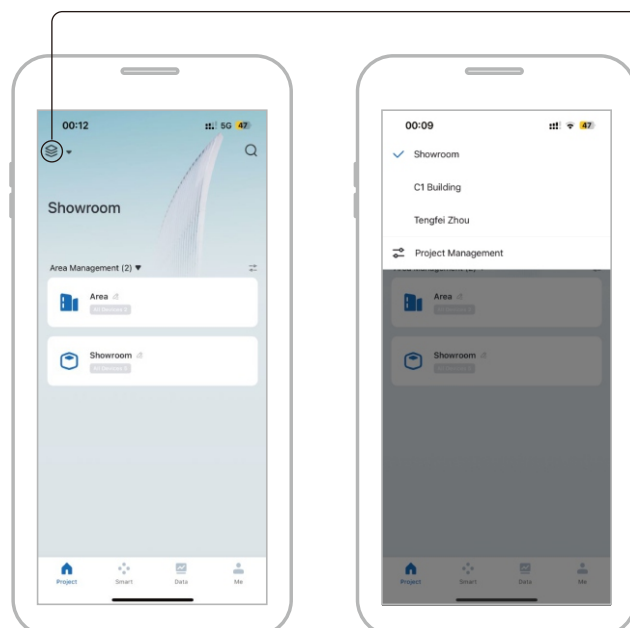 00:12
5G 47
Showroom
Area Management (2) ▼
Area
Showroom
Project
Smart
Data
Me
00:09
47
Showroom
C1 Building
Tengfei Zhou
Project Management
Area
Showroom
Project
Smart
Data
Me